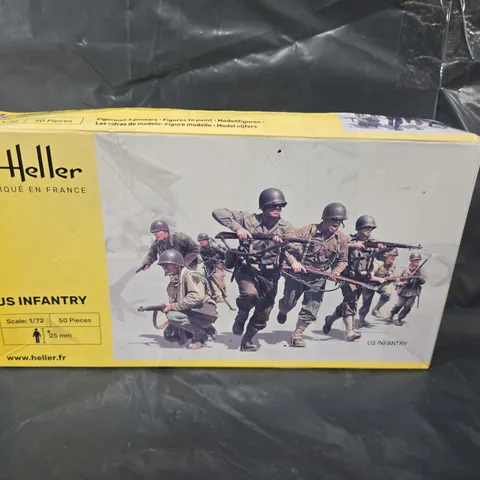 50 Pieces
Figurines à peindre - Figures to paint - Modellfiguren -
Las cifras de modelo - Figure modello - Model cijfers
Heller
IQUÉ EN FRANCE
US INFANTRY
Scale: 1/72
50 Pieces
25 mm
www.heller.fr
US INFANTRY